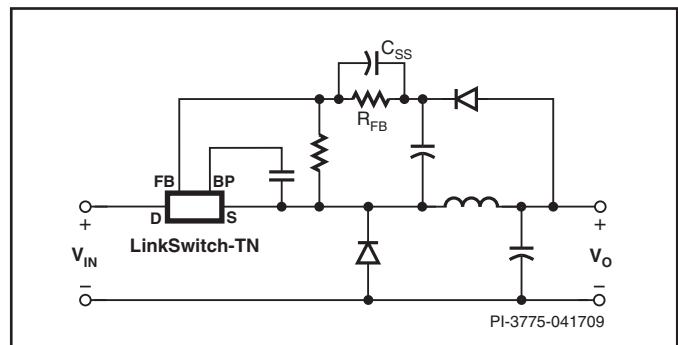 C_SS
R_FB
FB BP
D S
LinkSwitch-TN
+ +
V_IN V_O
− −
PI-3775-041709